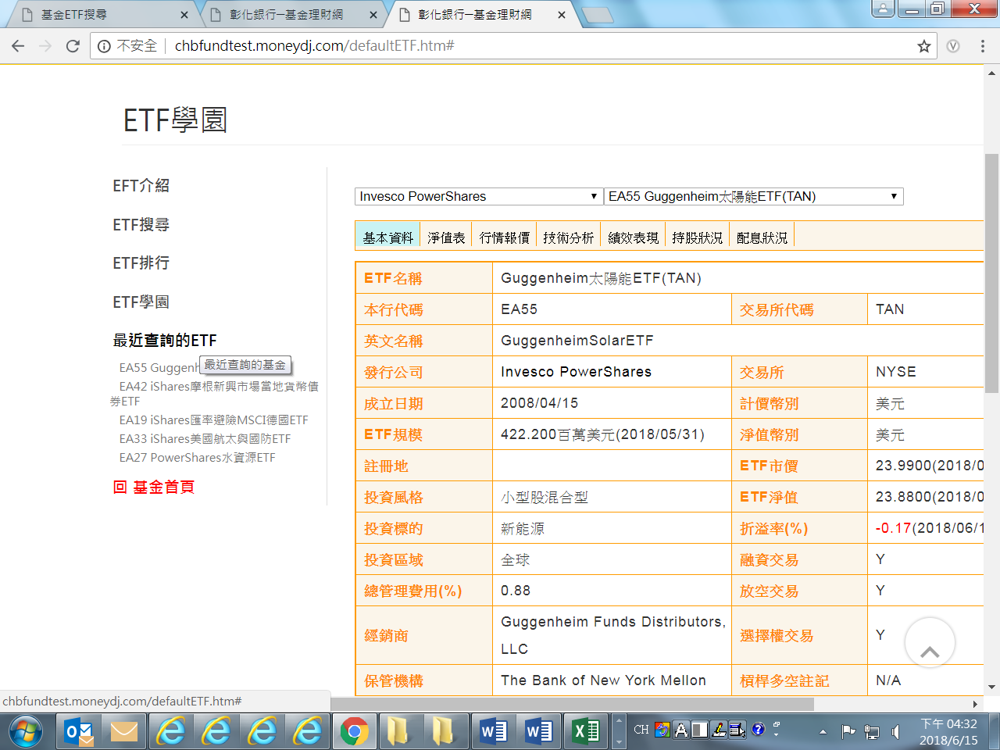 基金ETF搜尋
彰化銀行─基金理財網
彰化銀行─基金理財網
不安全
chbfundtest.moneydj.com/defaultETF.htm#
ETF學園
EFT介紹
ETF搜尋
ETF排行
ETF學園
最近查詢的ETF
EA55 Guggenh
最近查詢的基金
EA42 iShares摩根新興市場當地貨幣債
券ETF
EA19 iShares匯率避險MSCI德國ETF
EA33 iShares美國航太與國防ETF
EA27 PowerShares水資源ETF
回 基金首頁
Invesco PowerShares
EA55 Guggenheim太陽能ETF(TAN)
基本資料 淨值表 行情報價 技術分析 績效表現 持股狀況 配息狀況
ETF名稱 Guggenheim太陽能ETF(TAN)
本行代碼 EA55 交易所代碼 TAN
英文名稱 GuggenheimSolarETF
發行公司 Invesco PowerShares 交易所 NYSE
成立日期 2008/04/15 計價幣別 美元
ETF規模 422.200百萬美元(2018/05/31) 淨值幣別 美元
註冊地 ETF市價 23.9900(2018/0
投資風格 小型股混合型 ETF淨值 23.8800(2018/0
投資標的 新能源 折溢率(%) -0.17(2018/06/1
投資區域 全球 融資交易 Y
總管理費用(%) 0.88 放空交易 Y
經銷商 Guggenheim Funds Distributors, 選擇權交易 Y
LLC
保管機構 The Bank of New York Mellon 槓桿多空註記 N/A
chbfundtest.moneydj.com/defaultETF.htm#
CH
下午 04:32
2018/6/15